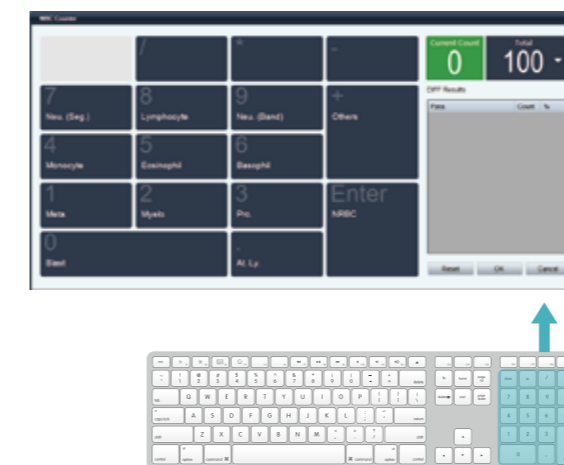 WBC Counter
/
*
-
Current Count
0
Total
100
DIFF Results
Pass Count %
7
Neu. (Seg.)
8
Lymphocyte
9
Neu. (Band)
+
Others
4
Monocyte
5
Eosinophil
6
Basophil
1
Meta.
2
Myelo.
3
Pro.
Enter
NRBC
0
Blast
.
At. Ly.
Reset OK Cancel
Q W E R T Y U I O P
A S D F G H J K L
Z X C V B N M